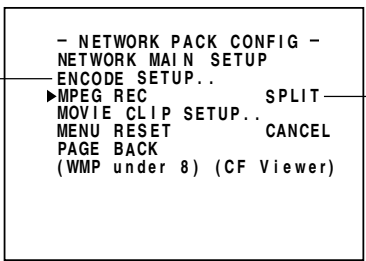 – NETWORK PACK CONFIG –
NETWORK MAIN SETUP
ENCODE SETUP..
▶MPEG REC SPLIT
MOVIE CLIP SETUP..
MENU RESET CANCEL
PAGE BACK
(WMP under 8) (CF Viewer)